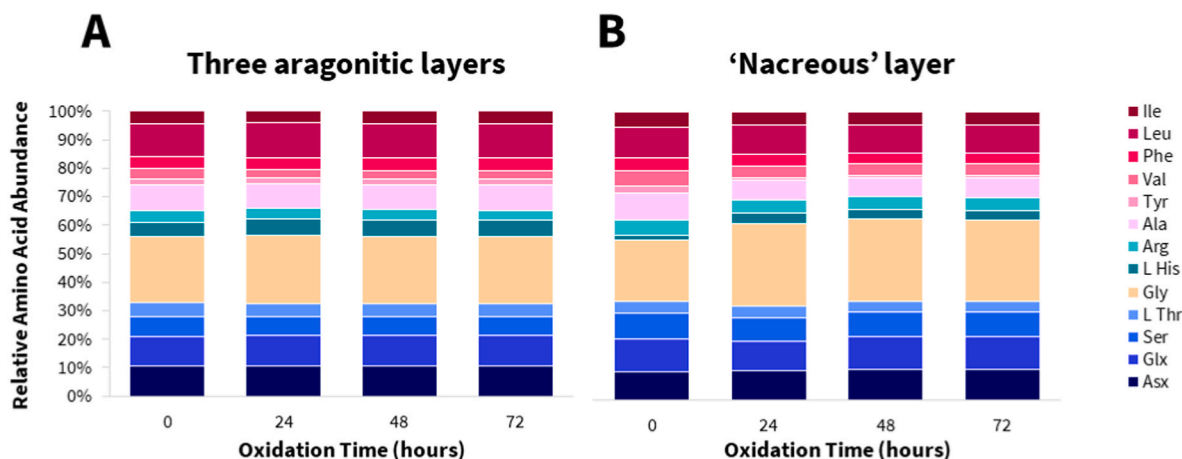 A
B
Three aragonitic layers
‘Nacreous’ layer
Relative Amino Acid Abundance
100%
90%
80%
70%
60%
50%
40%
30%
20%
10%
0%
0 24 48 72
0 24 48 72
Oxidation Time (hours)
Oxidation Time (hours)
Ile
Leu
Phe
Val
Tyr
Ala
Arg
L His
Gly
L Thr
Ser
Glx
Asx